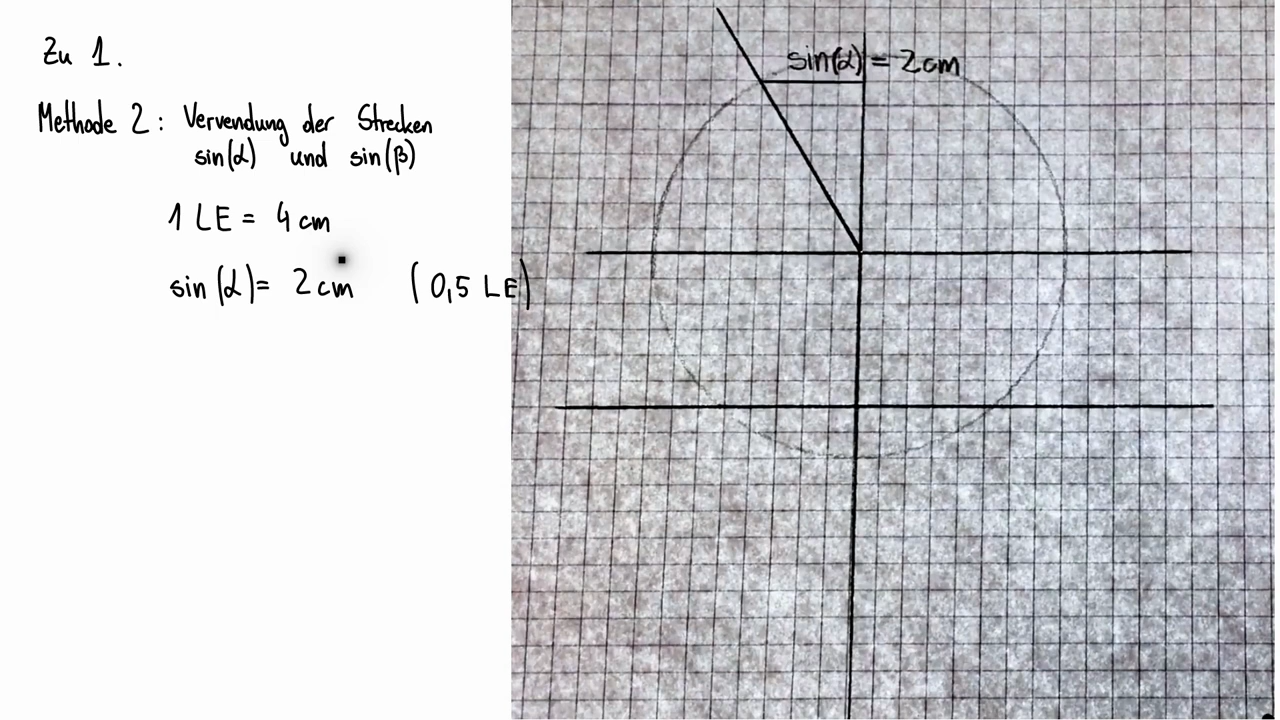 Zu 1.
Methode 2: Vervendung der Strecken
sin(α) und sin(β)
1 LE = 4 cm
sin(α) = 2 cm (0,5 LE)
sin(α) = 2 cm